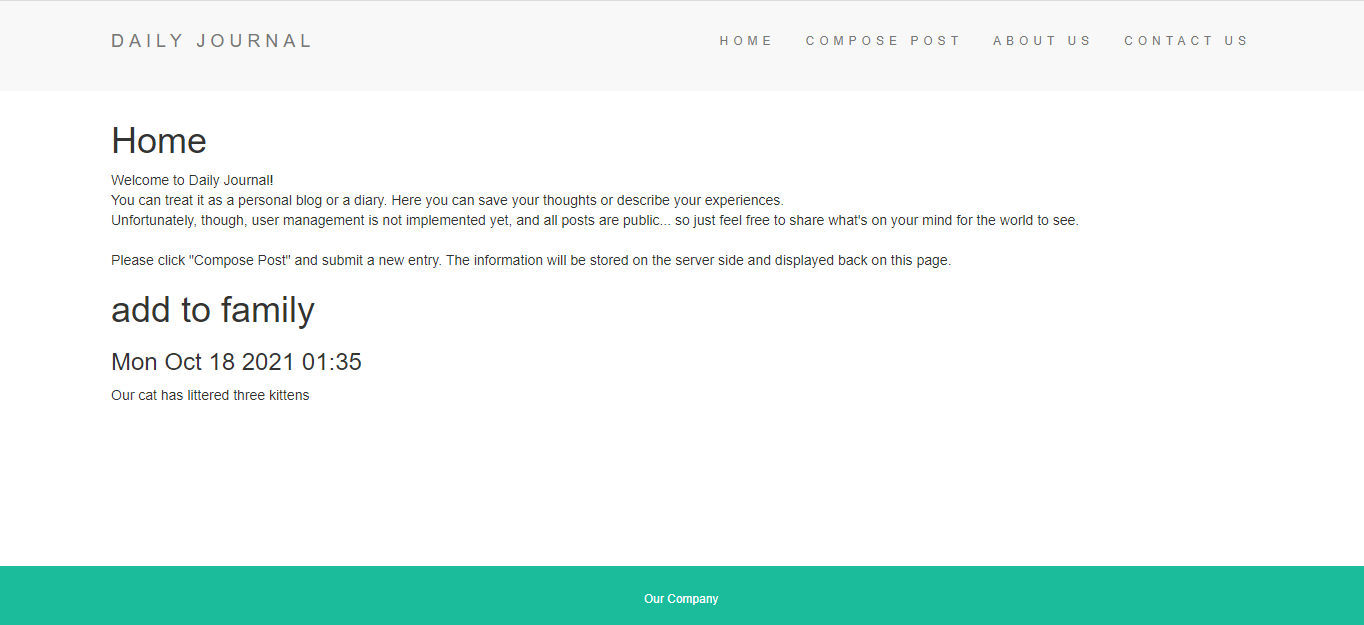 DAILY JOURNAL
HOME COMPOSE POST ABOUT US CONTACT US
Home
Welcome to Daily Journal!
You can treat it as a personal blog or a diary. Here you can save your thoughts or describe your experiences.
Unfortunately, though, user management is not implemented yet, and all posts are public... so just feel free to share what's on your mind for the world to see.
Please click "Compose Post" and submit a new entry. The information will be stored on the server side and displayed back on this page.
add to family
Mon Oct 18 2021 01:35
Our cat has littered three kittens
Our Company